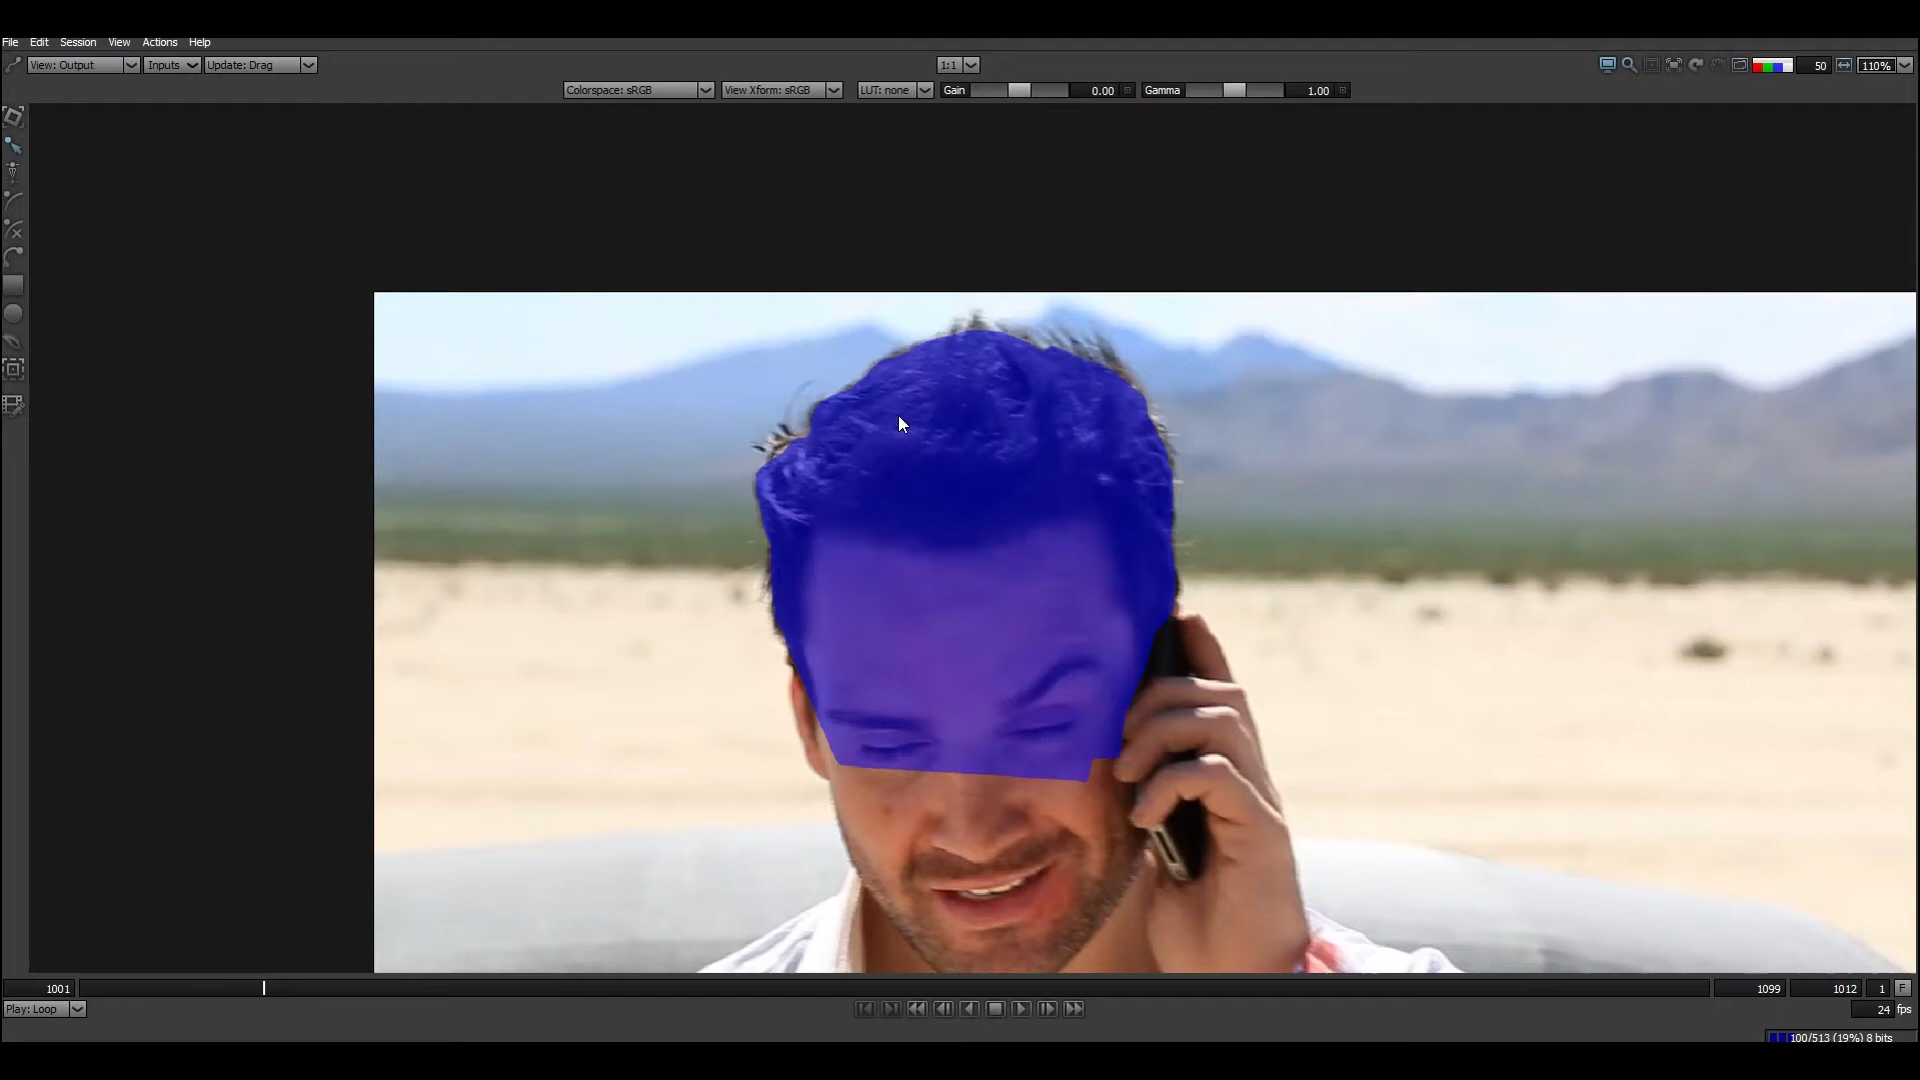 File Edit Session View Actions Help
View: Output Inputs Update: Drag 1:1 50 110%
Colorspace: sRGB View Xform: sRGB LUT: none Gain 0.00 Gamma 1.00
1001 1099 1012 1 F
Play: Loop 24 fps
100/513 (19%) 8 bits